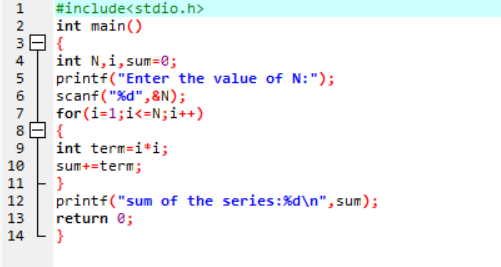 1 #include<stdio.h>
2 int main()
3 {
4 int N,i,sum=0;
5 printf("Enter the value of N:");
6 scanf("%d",&N);
7 for(i=1;i<=N;i++)
8 {
9 int term=i*i;
10 sum+=term;
11 }
12 printf("sum of the series:%d\n",sum);
13 return 0;
14 }